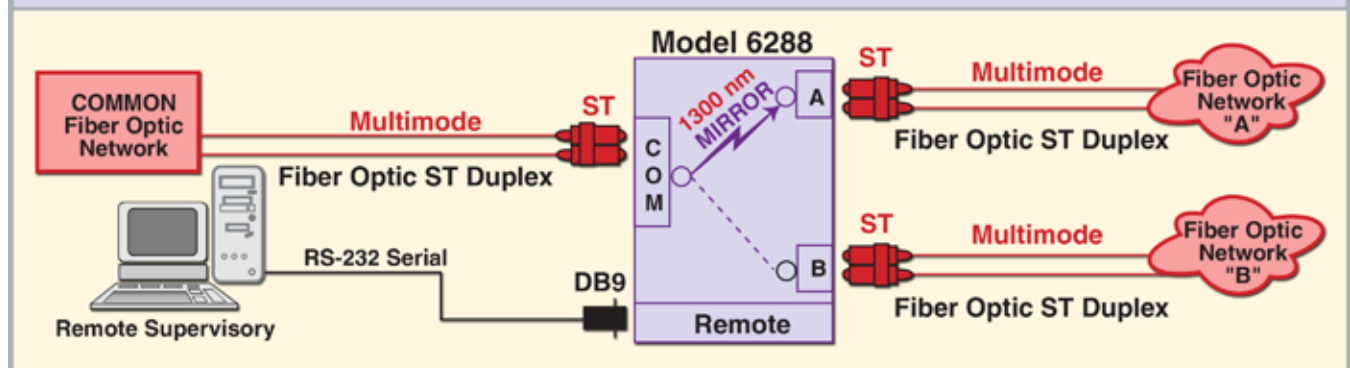 Model 6288
COMMON
Fiber Optic
Network
Multimode
ST
Fiber Optic ST Duplex
1300 nm
MIRROR
C
O
M
A
B
ST
Multimode
Fiber Optic ST Duplex
Fiber Optic
Network
"A"
ST
Multimode
Fiber Optic ST Duplex
Fiber Optic
Network
"B"
RS-232 Serial
DB9
Remote
Remote Supervisory